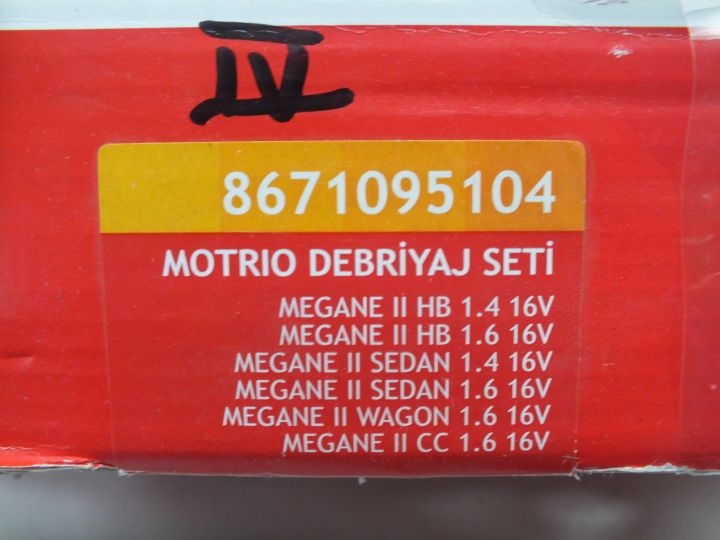 IV
8671095104
MOTRIO DEBRİYAJ SETİ
MEGANE II HB 1.4 16V
MEGANE II HB 1.6 16V
MEGANE II SEDAN 1.4 16V
MEGANE II SEDAN 1.6 16V
MEGANE II WAGON 1.6 16V
MEGANE II CC 1.6 16V